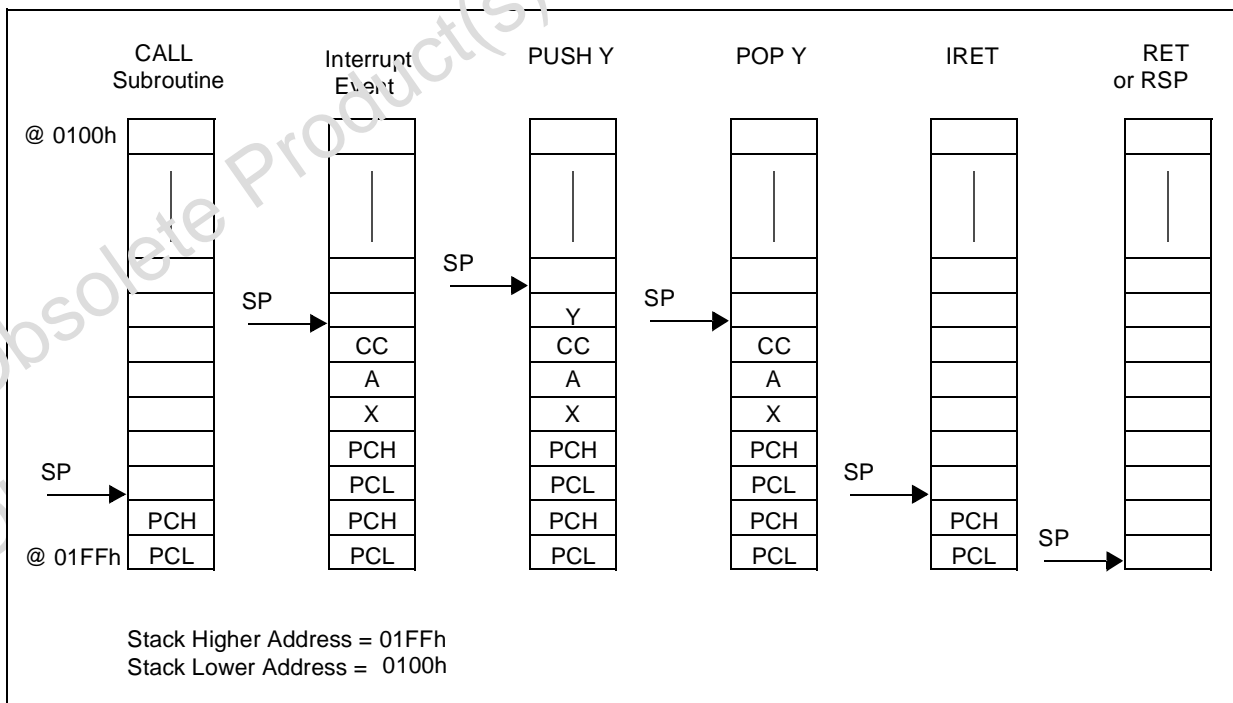 CALL
Subroutine
Interrupt
Event
PUSH Y
POP Y
IRET
RET
or RSP
@ 0100h
SP
SP
SP
SP
SP
SP
Y
CC
CC
CC
A
A
A
X
X
X
PCH
PCH
PCH
PCL
PCL
PCL
PCH
PCH
PCH
PCH
PCH
@ 01FFh
PCL
PCL
PCL
PCL
PCL
Stack Higher Address = 01FFh
Stack Lower Address = 0100h
Obsolete Product(s)